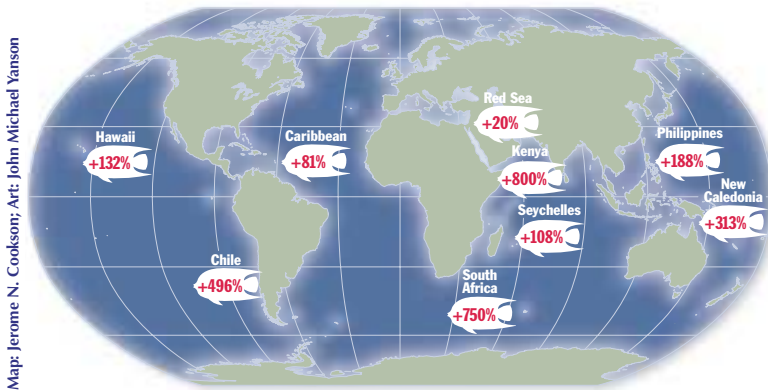 Map: Jerome N. Cookson; Art: John Michael Yanson
Hawaii
+132%
Caribbean
+81%
Red Sea
+20%
Kenya
+800%
Philippines
+188%
New
Caledonia
+313%
Seychelles
+108%
Chile
+496%
South
Africa
+750%